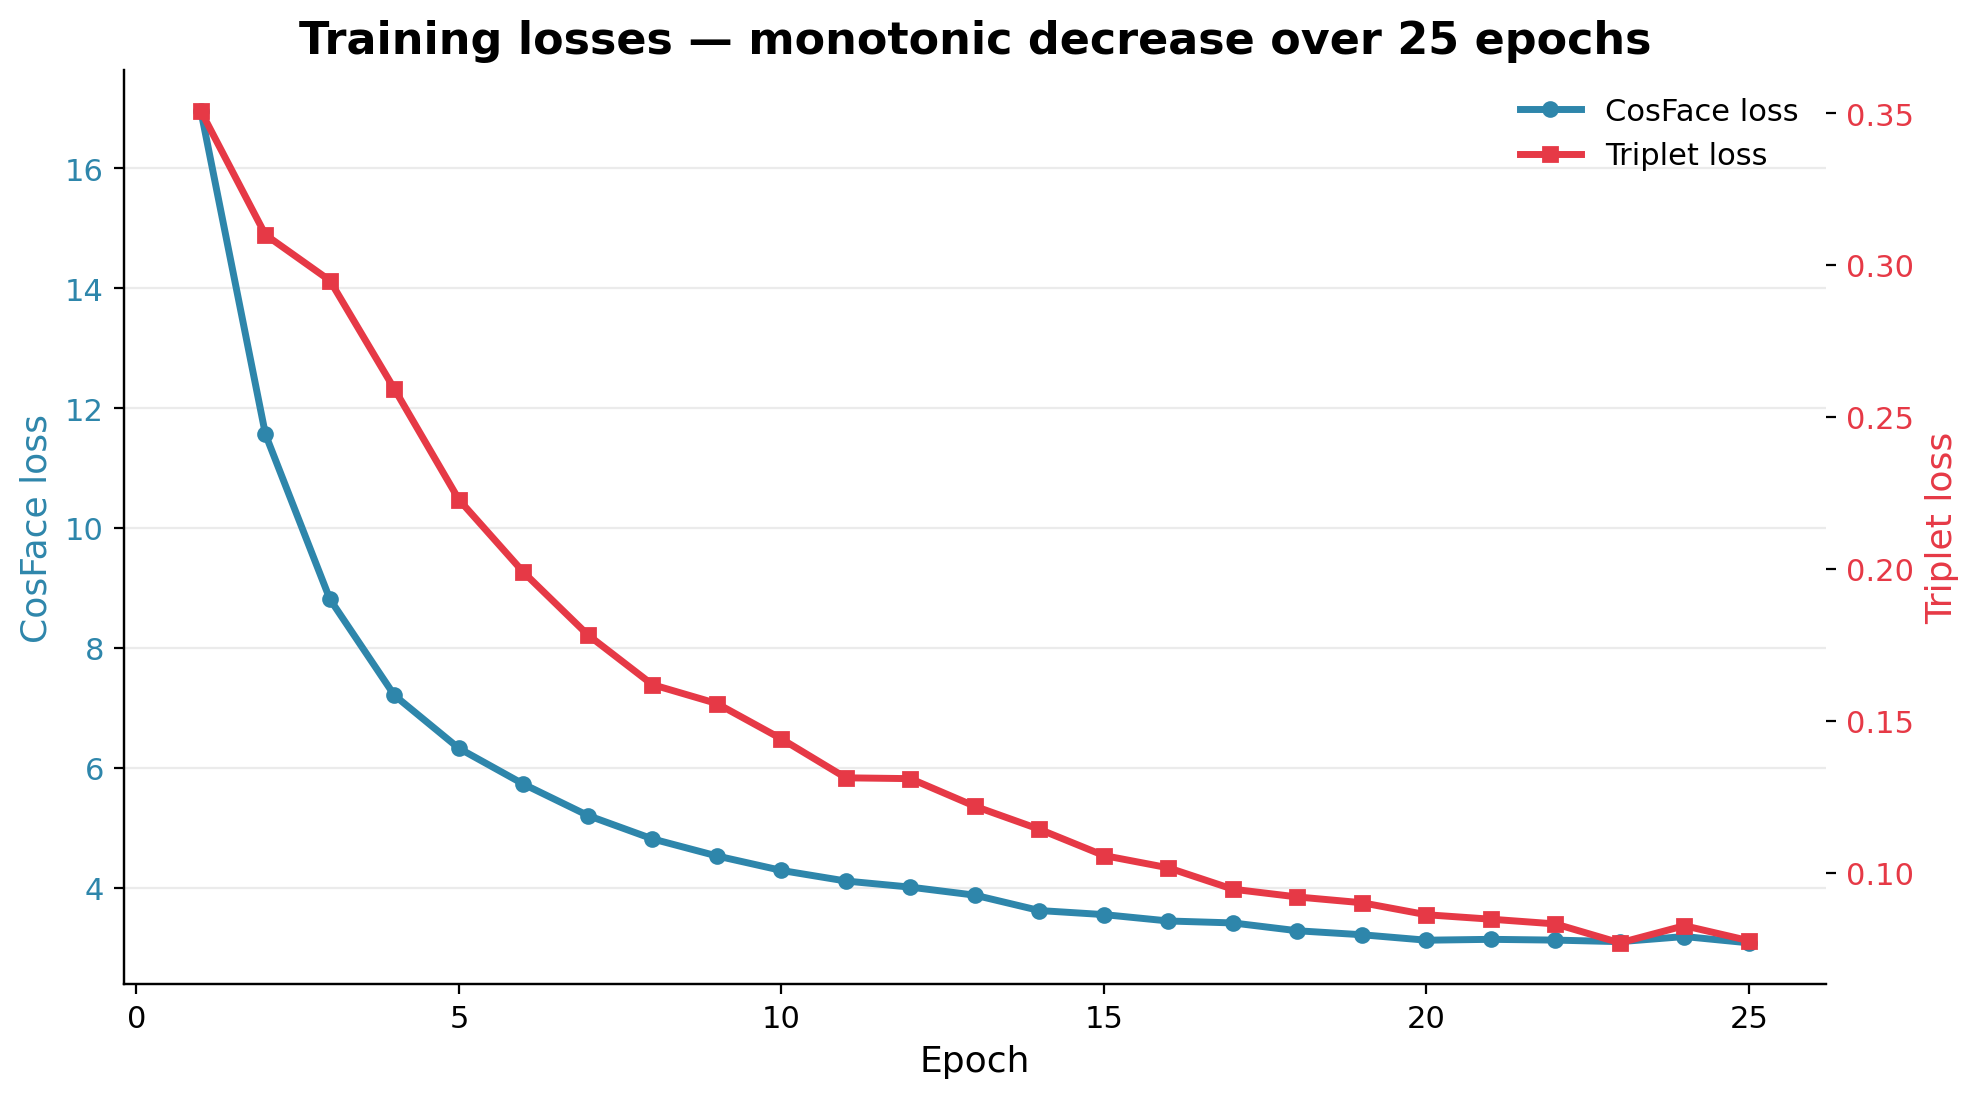 Training losses — monotonic decrease over 25 epochs
CosFace loss
Triplet loss
CosFace loss
16
14
12
10
8
6
4
0.35
0.30
0.25
0.20
0.15
0.10
Triplet loss
0 5 10 15 20 25
Epoch